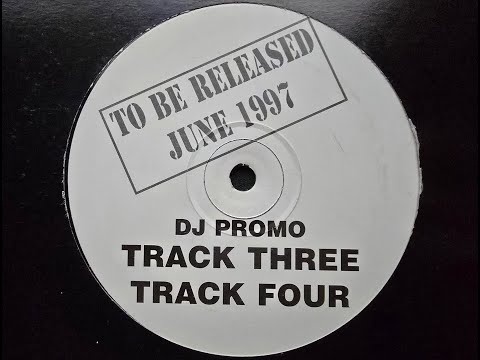 TO BE RELEASED
JUNE 1997
DJ PROMO
TRACK THREE
TRACK FOUR